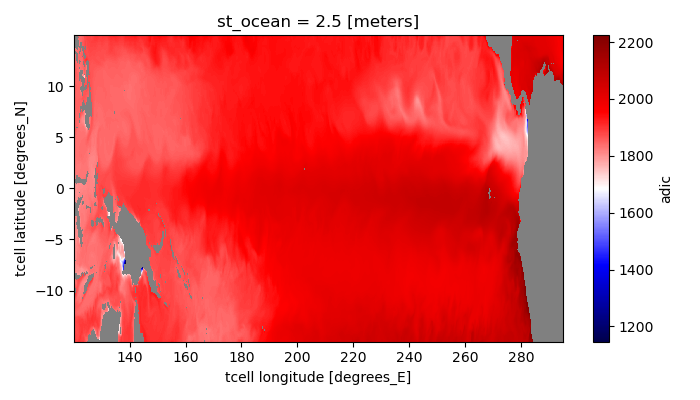 st_ocean = 2.5 [meters]
10
5
0
−5
−10
tcell latitude [degrees_N]
140 160 180 200 220 240 260 280
tcell longitude [degrees_E]
2200
2000
1800
1600
1400
1200
adic